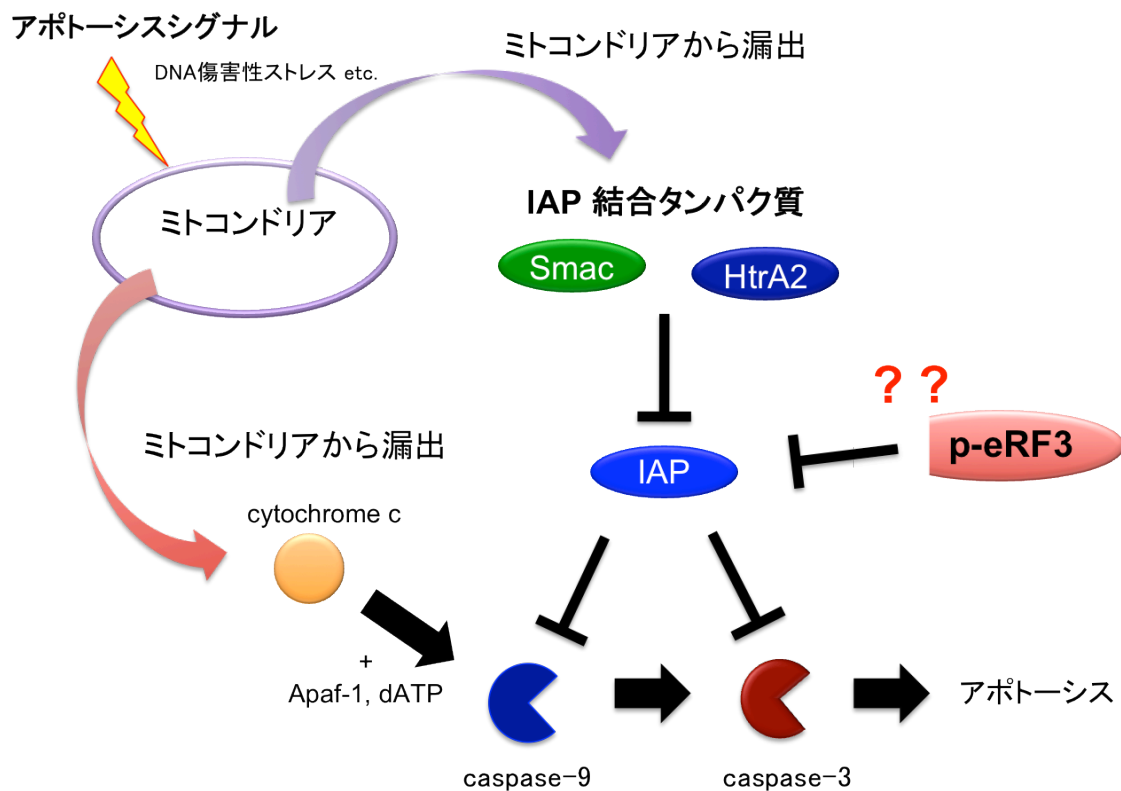 アポトーシスシグナル
DNA傷害性ストレス etc.
ミトコンドリアから漏出
ミトコンドリア
IAP 結合タンパク質
Smac
HtrA2
? ?
p-eRF3
IAP
ミトコンドリアから漏出
cytochrome c
+
Apaf-1, dATP
アポトーシス
caspase-9
caspase-3